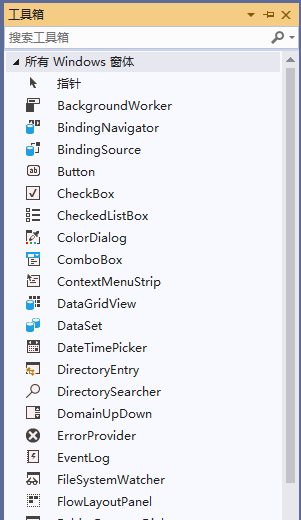 工具箱
搜索工具箱
所有 Windows 窗体
指针
BackgroundWorker
BindingNavigator
BindingSource
Button
CheckBox
CheckedListBox
ColorDialog
ComboBox
ContextMenuStrip
DataGridView
DataSet
DateTimePicker
DirectoryEntry
DirectorySearcher
DomainUpDown
ErrorProvider
EventLog
FileSystemWatcher
FlowLayoutPanel